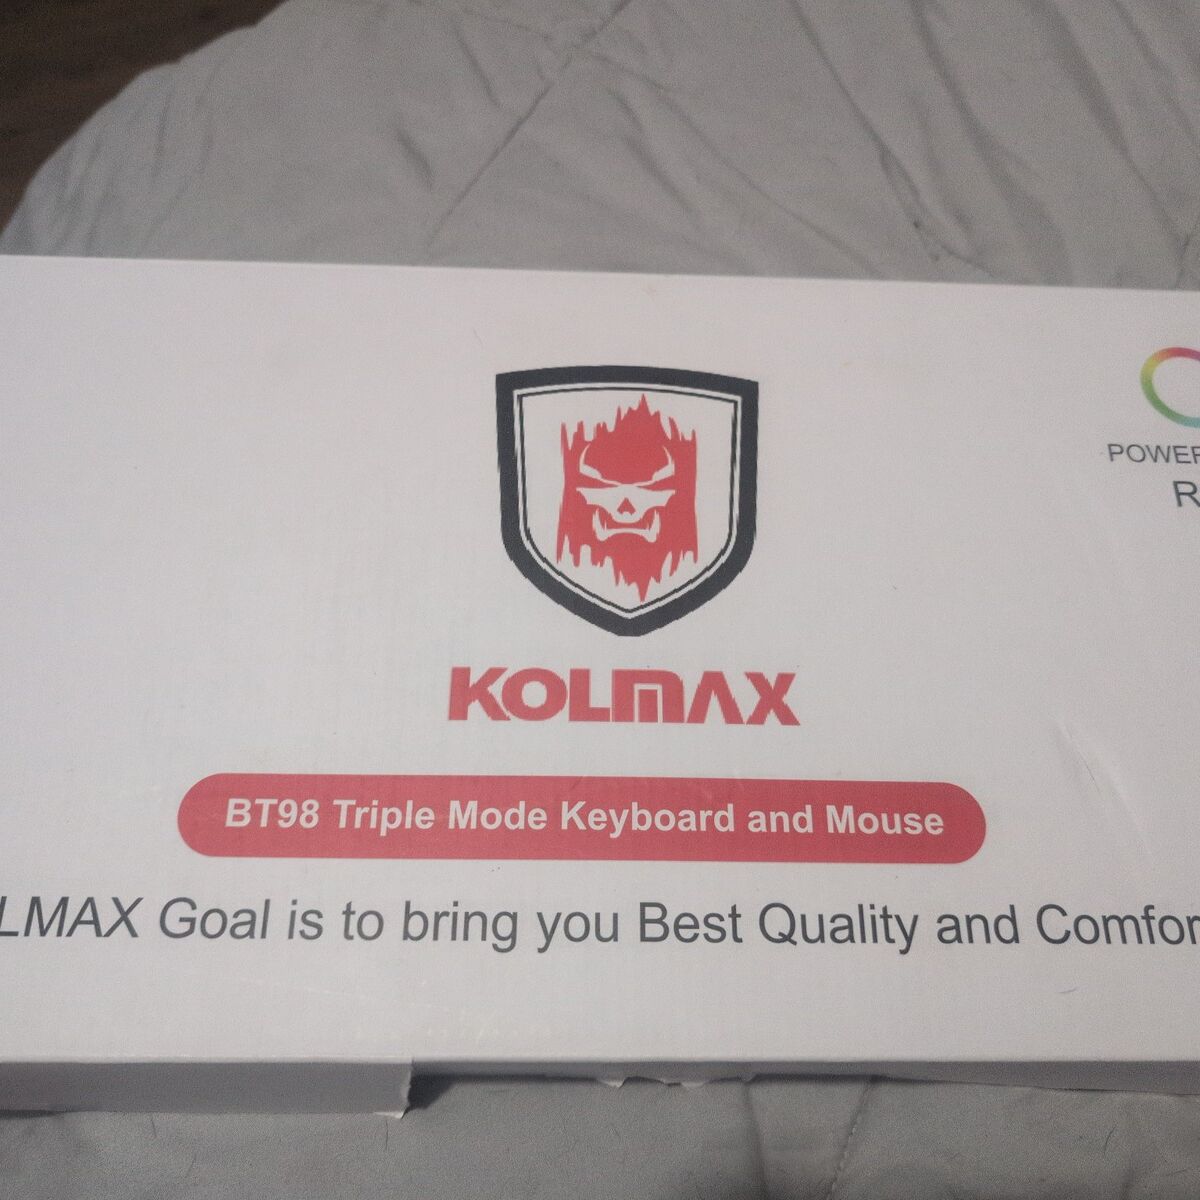 KOLMAX
BT98 Triple Mode Keyboard and Mouse
LMAX Goal is to bring you Best Quality and Comfor
POWER
R